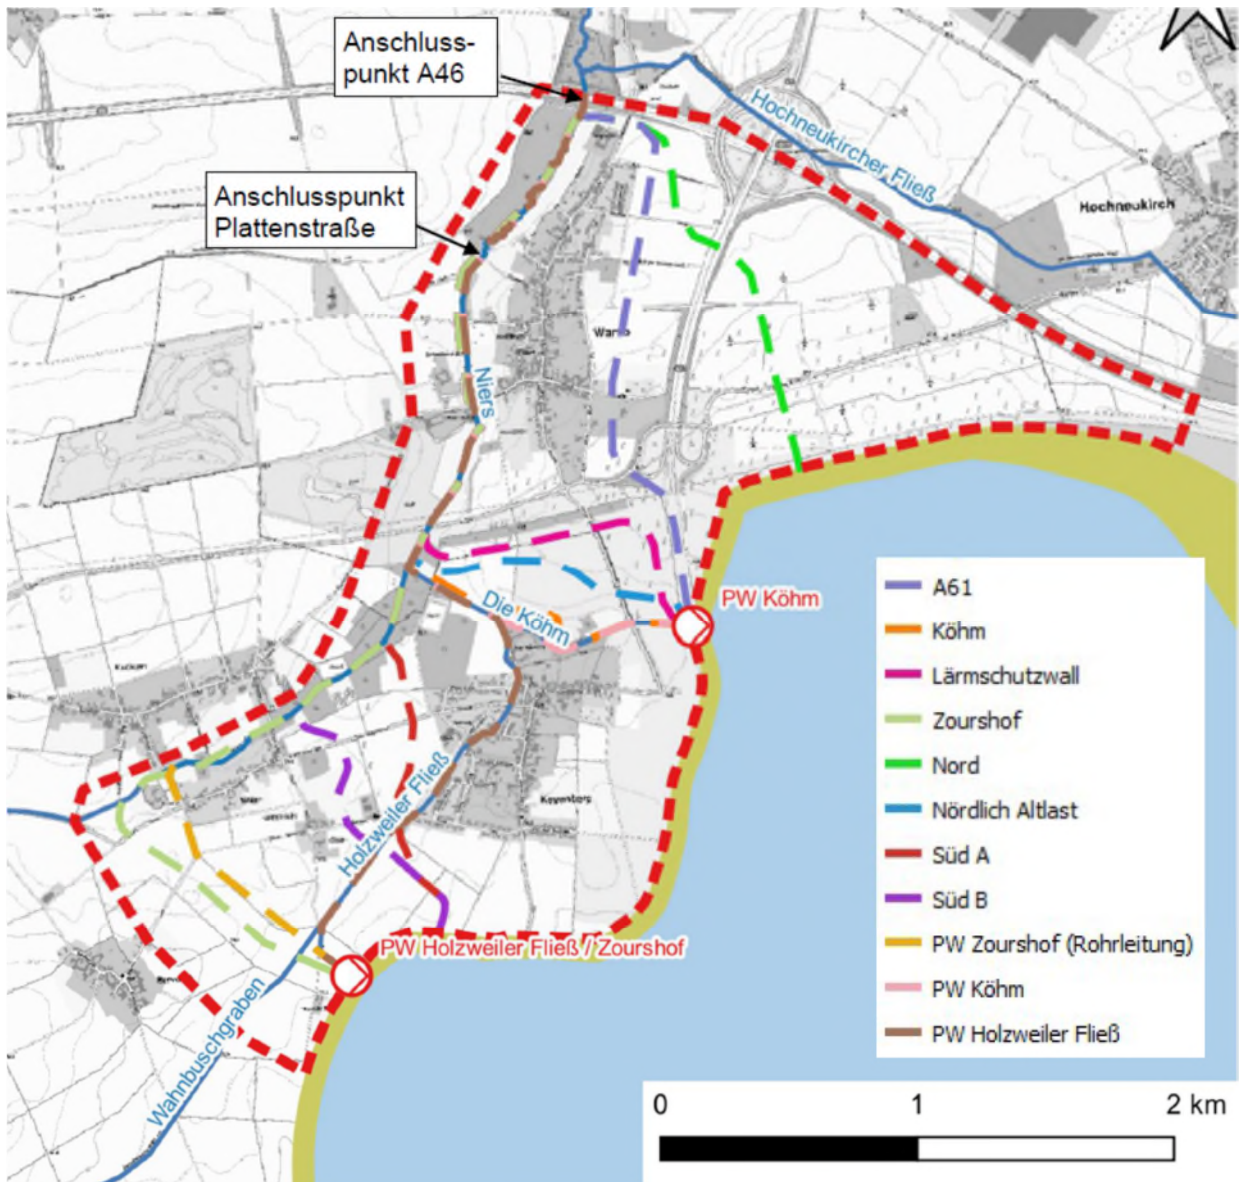 Anschluss-
punkt A46
Hochneukircher Fließ
Anschlusspunkt
Plattenstraße
Hochneukirch
Niers
PW Köhm
Die Köhm
A61
Köhm
Lärmschutzwall
Zourshof
Nord
Nördlich Altlast
Süd A
Süd B
PW Zourshof (Rohrleitung)
PW Köhm
PW Holzweiler Fließ
Holzweiler Fließ
PW Holzweiler Fließ / Zourshof
Wahnbuschgraben
0 1 2 km